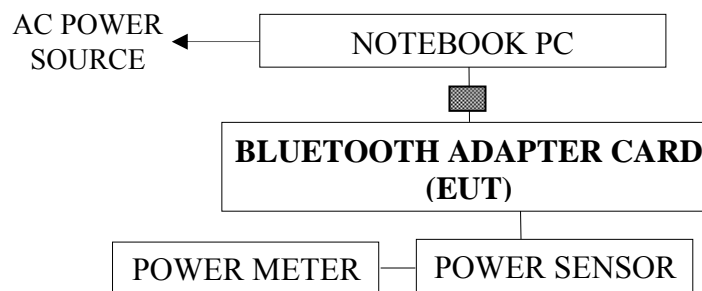 AC POWER
SOURCE
NOTEBOOK PC
BLUETOOTH ADAPTER CARD
(EUT)
POWER METER
POWER SENSOR